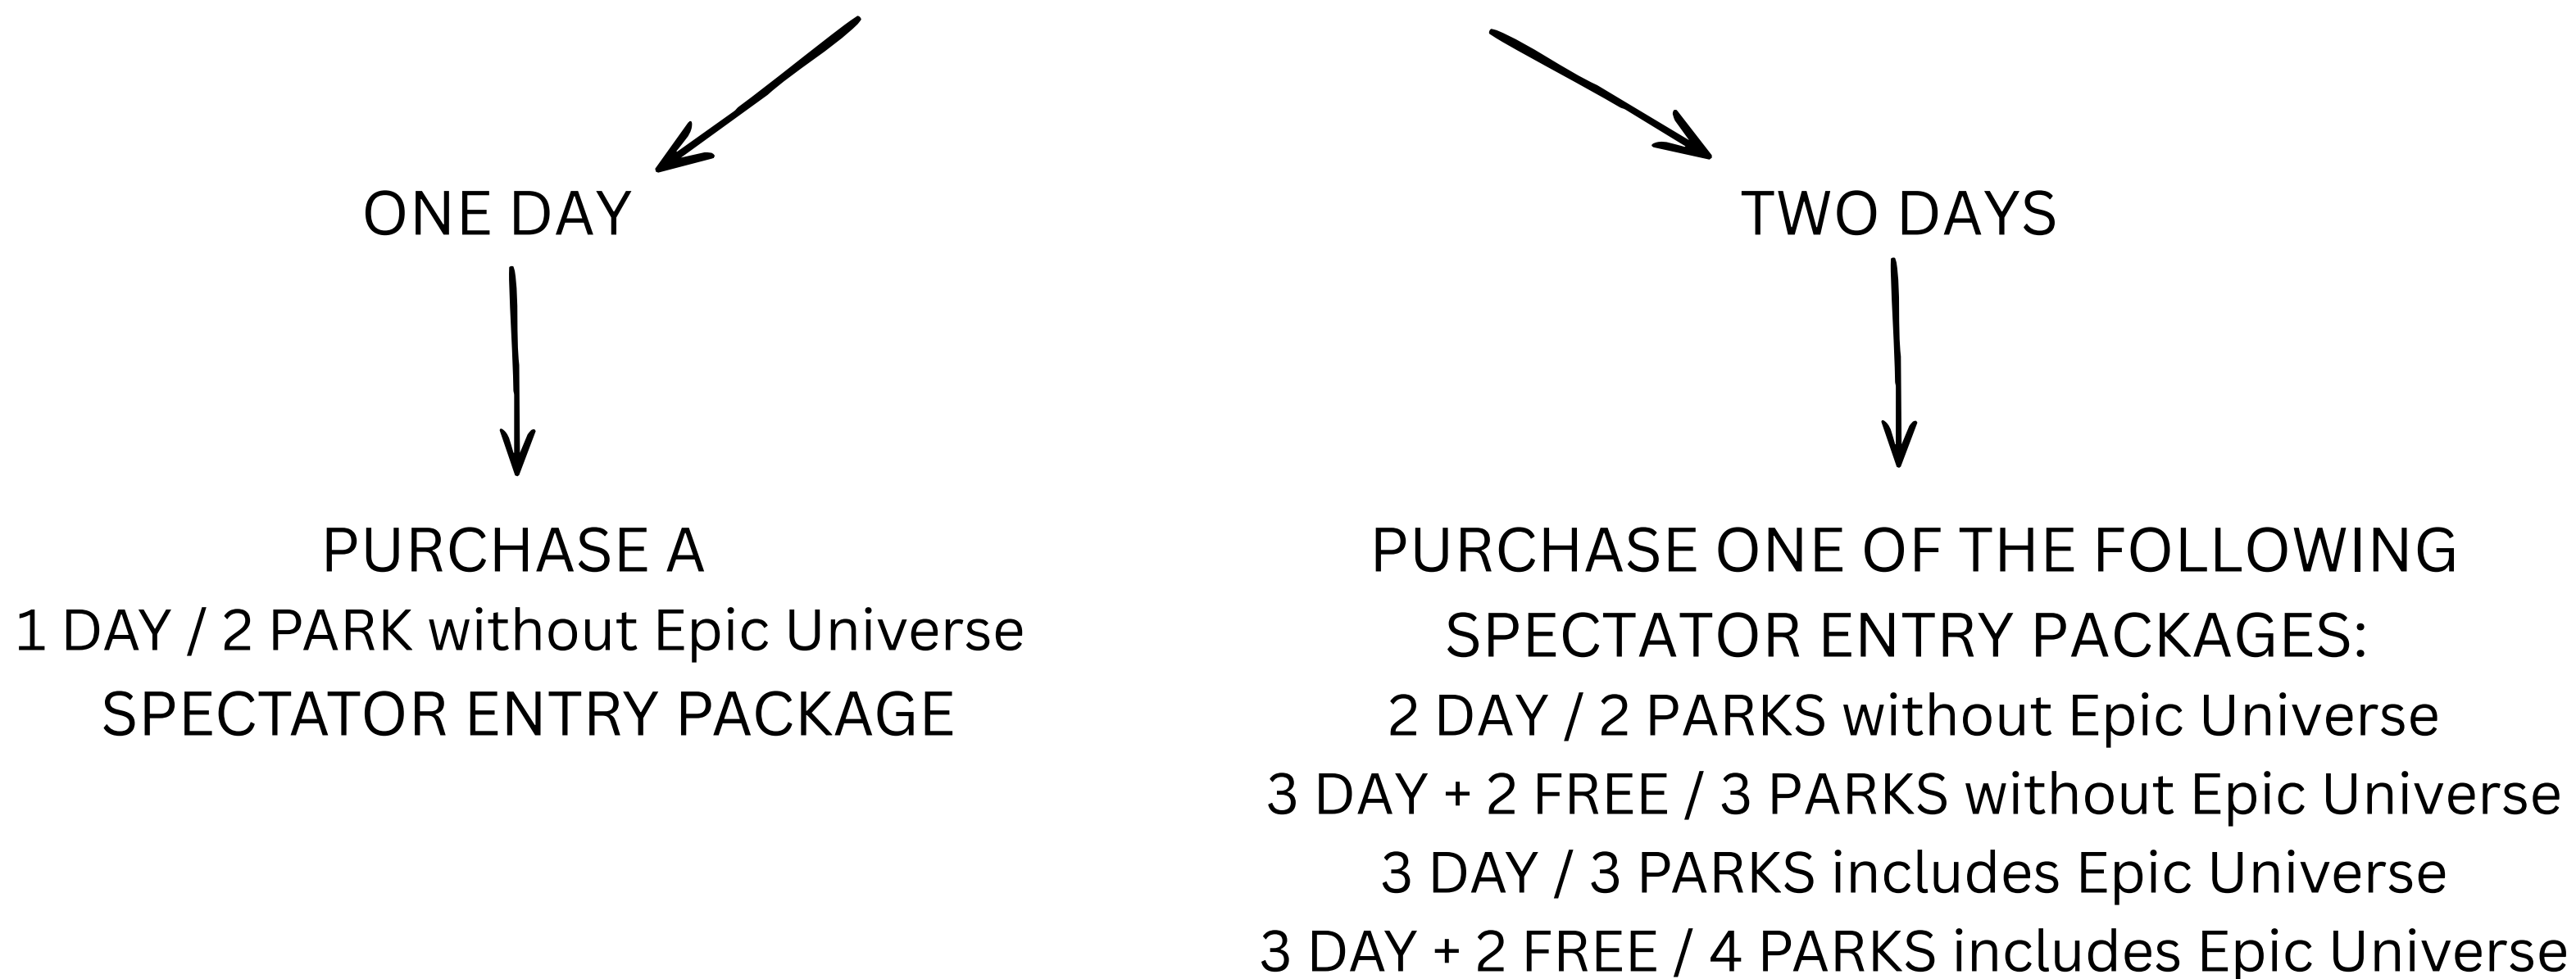 ONE DAY
TWO DAYS
PURCHASE A
1 DAY / 2 PARK without Epic Universe
SPECTATOR ENTRY PACKAGE
PURCHASE ONE OF THE FOLLOWING
SPECTATOR ENTRY PACKAGES:
2 DAY / 2 PARKS without Epic Universe
3 DAY + 2 FREE / 3 PARKS without Epic Universe
3 DAY / 3 PARKS includes Epic Universe
3 DAY + 2 FREE / 4 PARKS includes Epic Universe